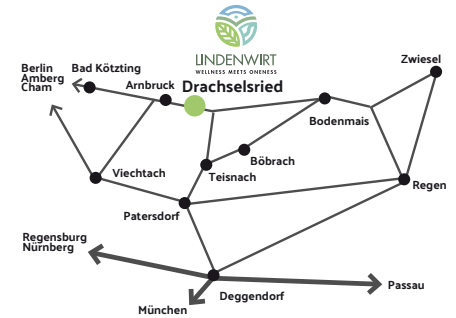 LINDENWIRT
WELLNESS MEETS ONENESS
Zwiesel
Berlin
Amberg
Cham
Bad Kötzting
Arnbruck
Drachselsried
Bodenmais
Böbrach
Teisnach
Viechtach
Regen
Patersdorf
Regensburg
Nürnberg
Passau
Deggendorf
München